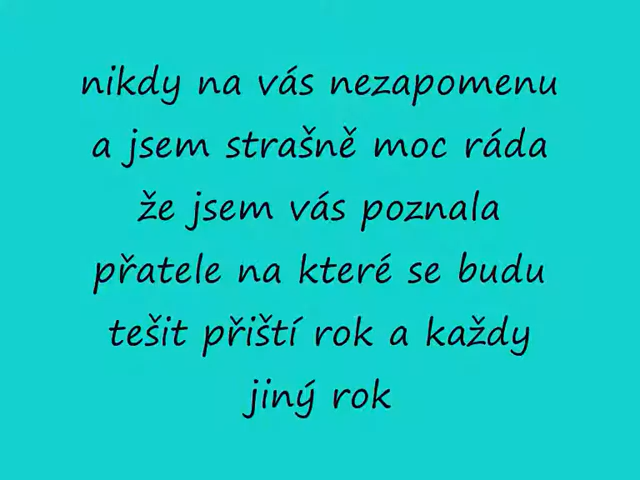 nikdy na vás nezapomenu
a jsem strašně moc ráda
že jsem vás poznala
přatele na které se budu
tešit přiští rok a každy
jiný rok